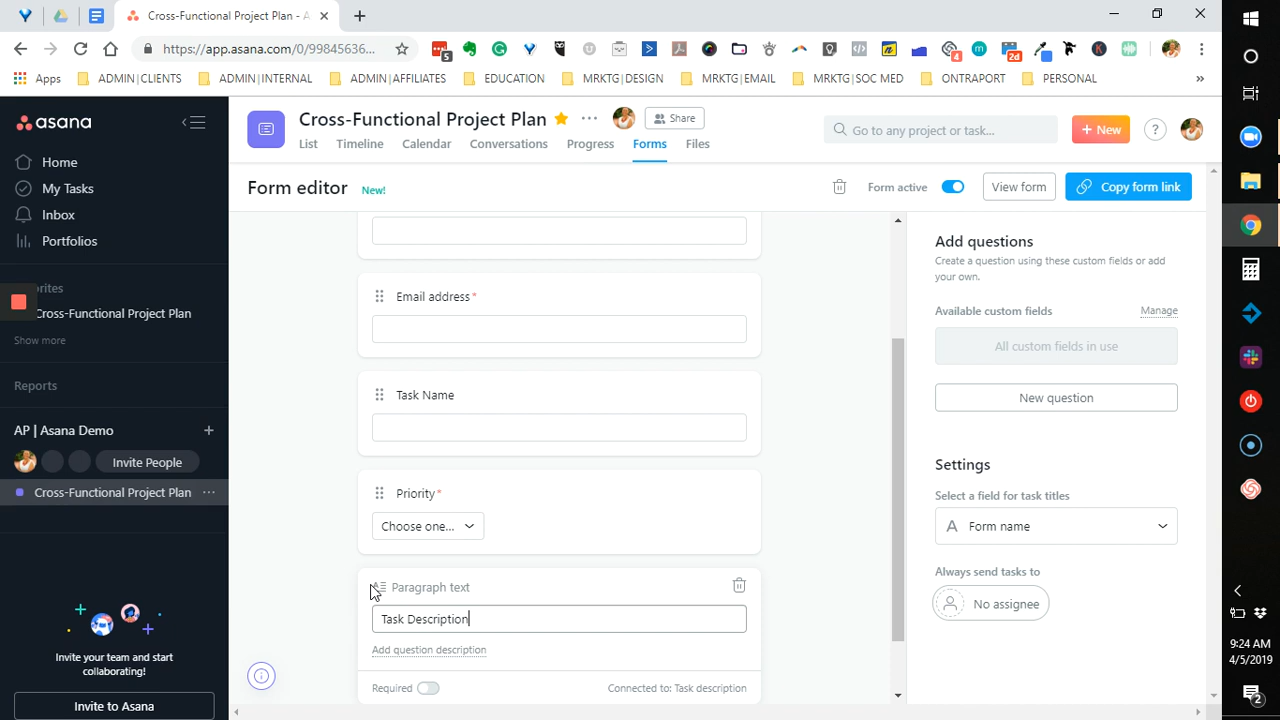 Cross-Functional Project Plan - A
https://app.asana.com/0/99845636...
5
4
2d
Apps
ADMIN|CLIENTS
ADMIN|INTERNAL
ADMIN|AFFILIATES
EDUCATION
MRKTG|DESIGN
MRKTG|EMAIL
MRKTG|SOC MED
ONTRAPORT
PERSONAL
»
asana
Home
My Tasks
Inbox
Portfolios
Cross-Functional Project Plan
Show more
Reports
AP | Asana Demo
Invite People
Cross-Functional Project Plan
Invite your team and start
collaborating!
Invite to Asana
Cross-Functional Project Plan
Share
Go to any project or task...
+ New
?
List
Timeline
Calendar
Conversations
Progress
Forms
Files
Form editor
New!
Form active
View form
Copy form link
Email address*
Task Name
Priority*
Choose one...
Paragraph text
Task Description
Add question description
Required
Connected to: Task description
Add questions
Create a question using these custom fields or add
your own.
Available custom fields
Manage
All custom fields in use
New question
Settings
Select a field for task titles
A Form name
Always send tasks to
No assignee
9:24 AM
4/5/2019
2